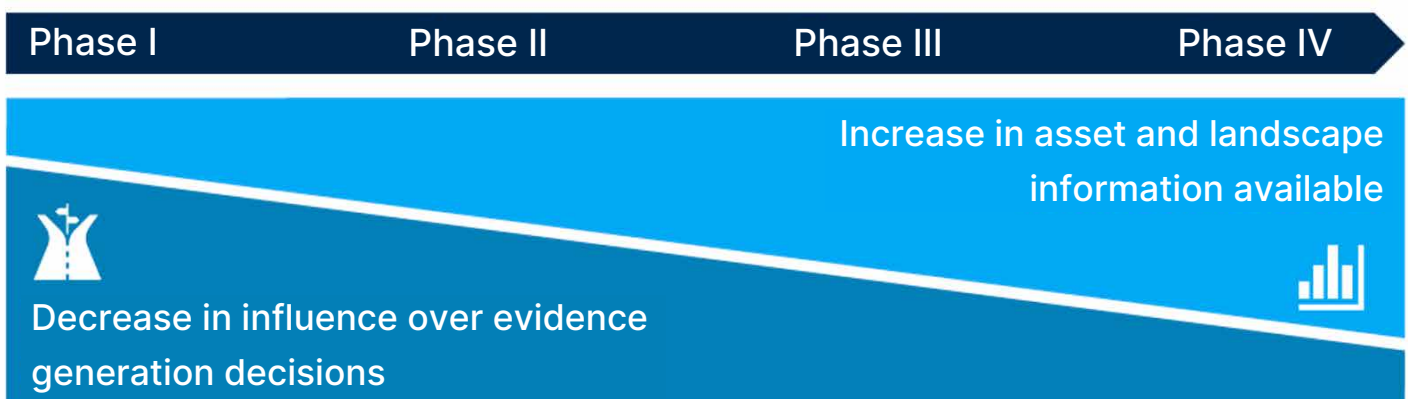 Phase I Phase II Phase III Phase IV
Increase in asset and landscape
information available
Decrease in influence over evidence
generation decisions